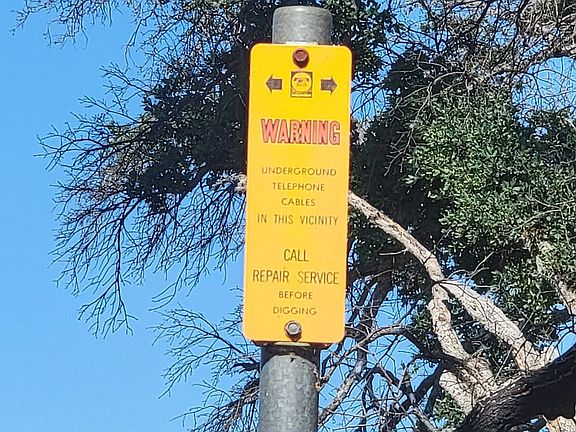 WARNING
UNDERGROUND
TELEPHONE
CABLES
IN THIS VICINITY
CALL
REPAIR SERVICE
BEFORE
DIGGING